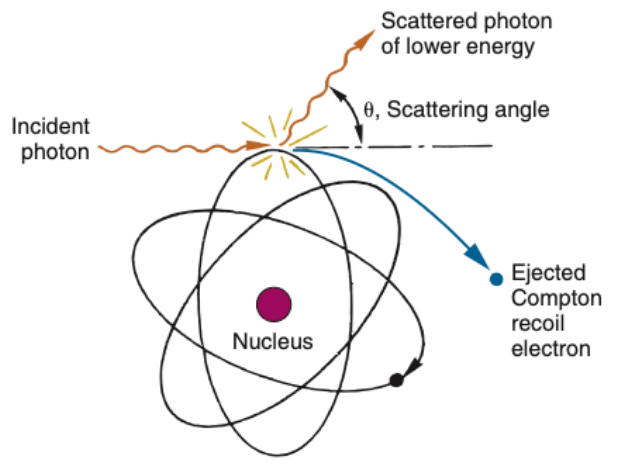 Scattered photon
of lower energy
θ, Scattering angle
Incident
photon
Ejected
Compton
recoil
electron
Nucleus